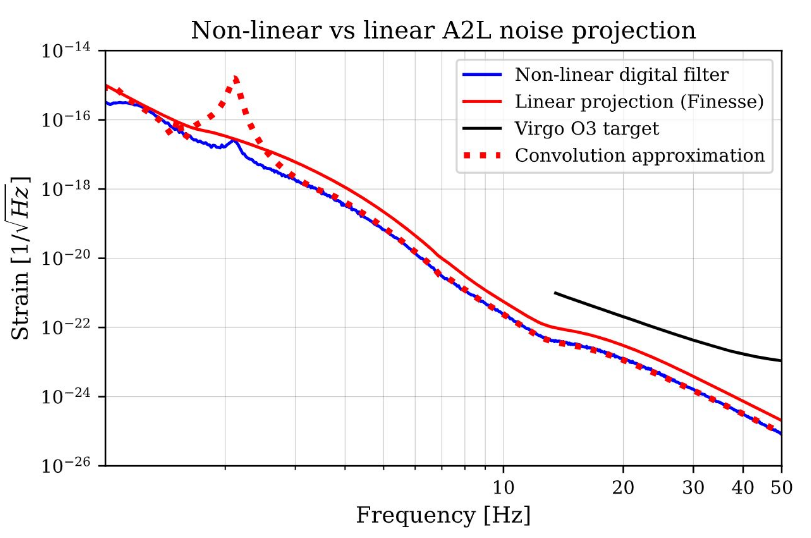 Non-linear vs linear A2L noise projection
Strain [1/√Hz]
10⁻¹⁴
10⁻¹⁶
10⁻¹⁸
10⁻²⁰
10⁻²²
10⁻²⁴
10⁻²⁶
Non-linear digital filter
Linear projection (Finesse)
Virgo O3 target
Convolution approximation
10 20 30 40 50
Frequency [Hz]